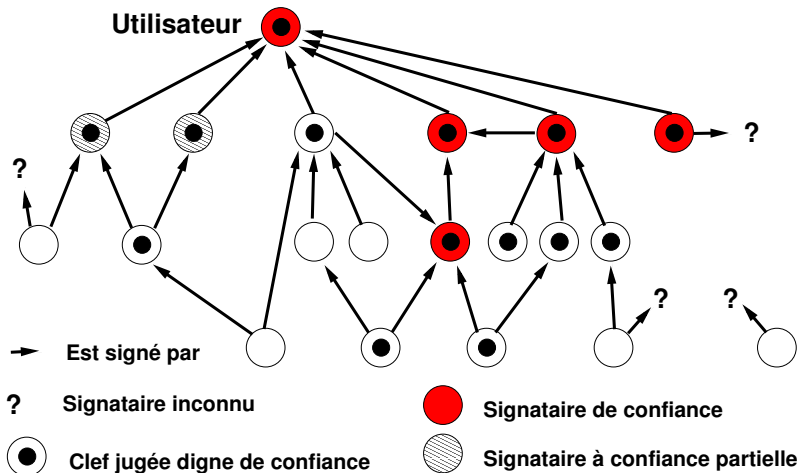 Utilisateur
?
?
?
?
Est signé par
? Signataire inconnu
Signataire de confiance
Clef jugée digne de confiance
Signataire à confiance partielle